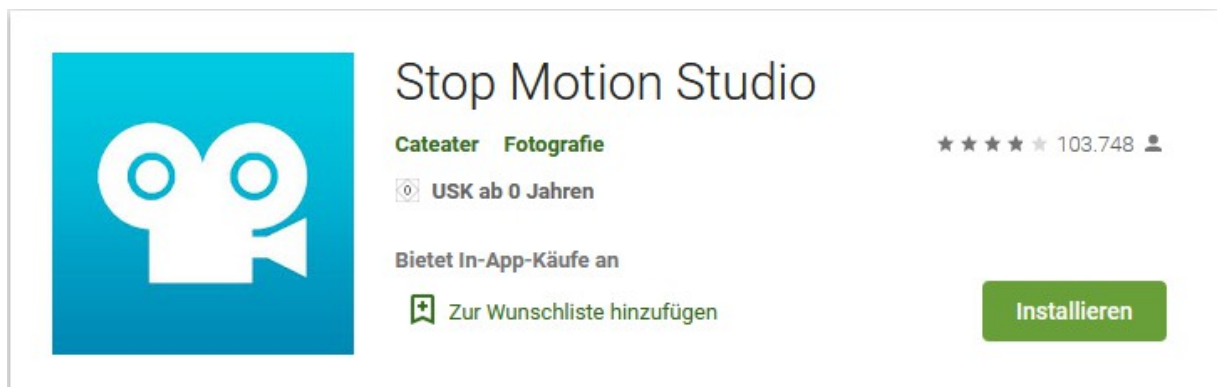 Stop Motion Studio
Cateater Fotografie
103.748
0
USK ab 0 Jahren
Bietet In-App-Käufe an
Zur Wunschliste hinzufügen
Installieren